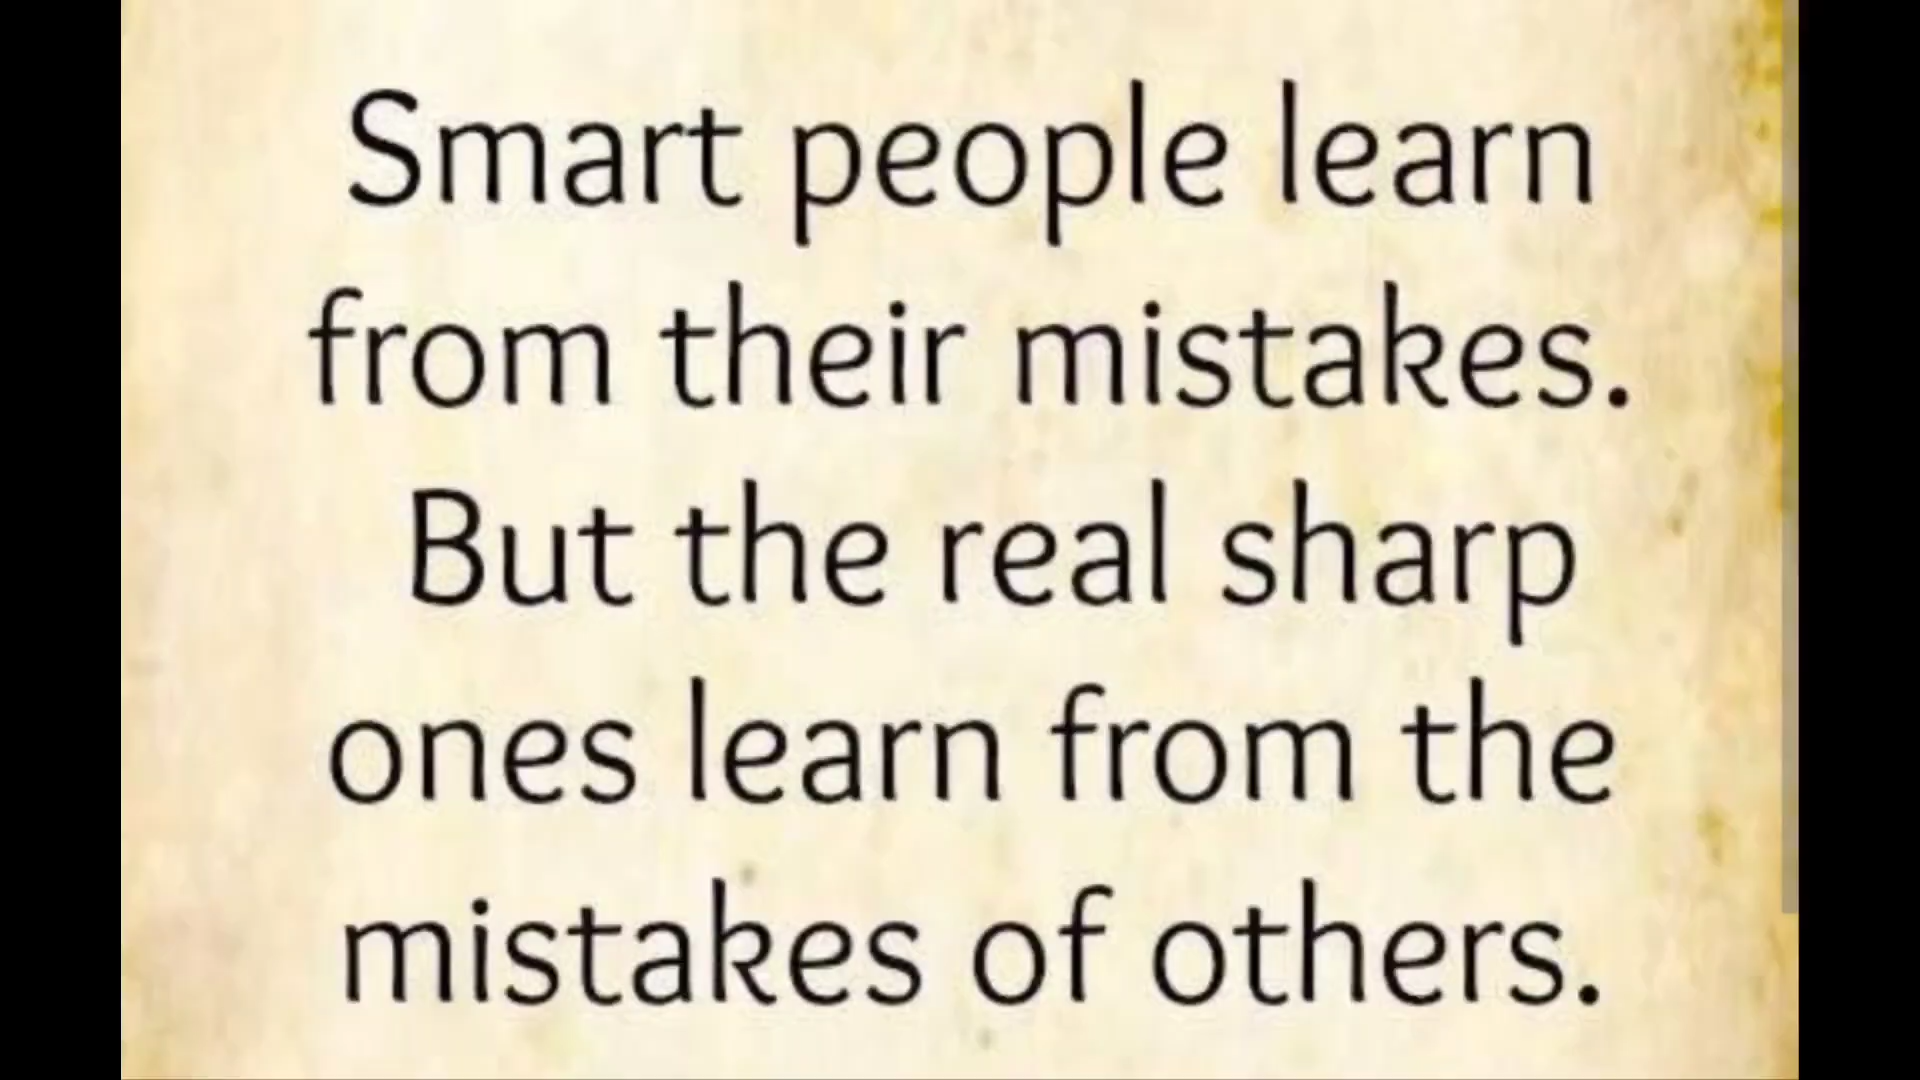 Smart people learn
from their mistakes.
But the real sharp
ones learn from the
mistakes of others.